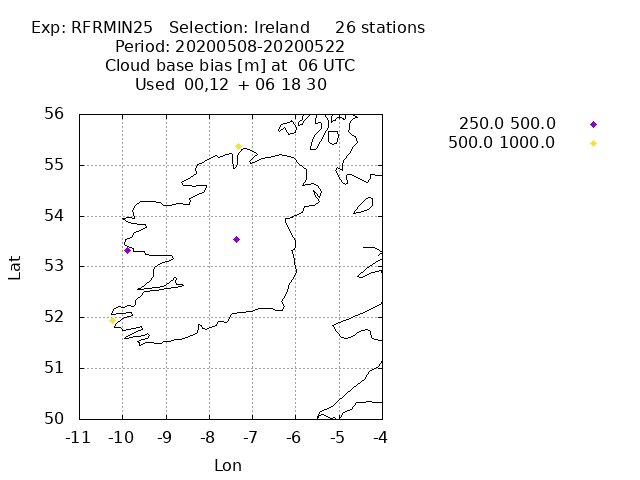 Exp: RFRMIN25 Selection: Ireland 26 stations
Period: 20200508-20200522
Cloud base bias [m] at 06 UTC
Used 00,12 + 06 18 30
250.0 500.0
500.0 1000.0
56
55
54
53
52
51
50
Lat
-11 -10 -9 -8 -7 -6 -5 -4
Lon